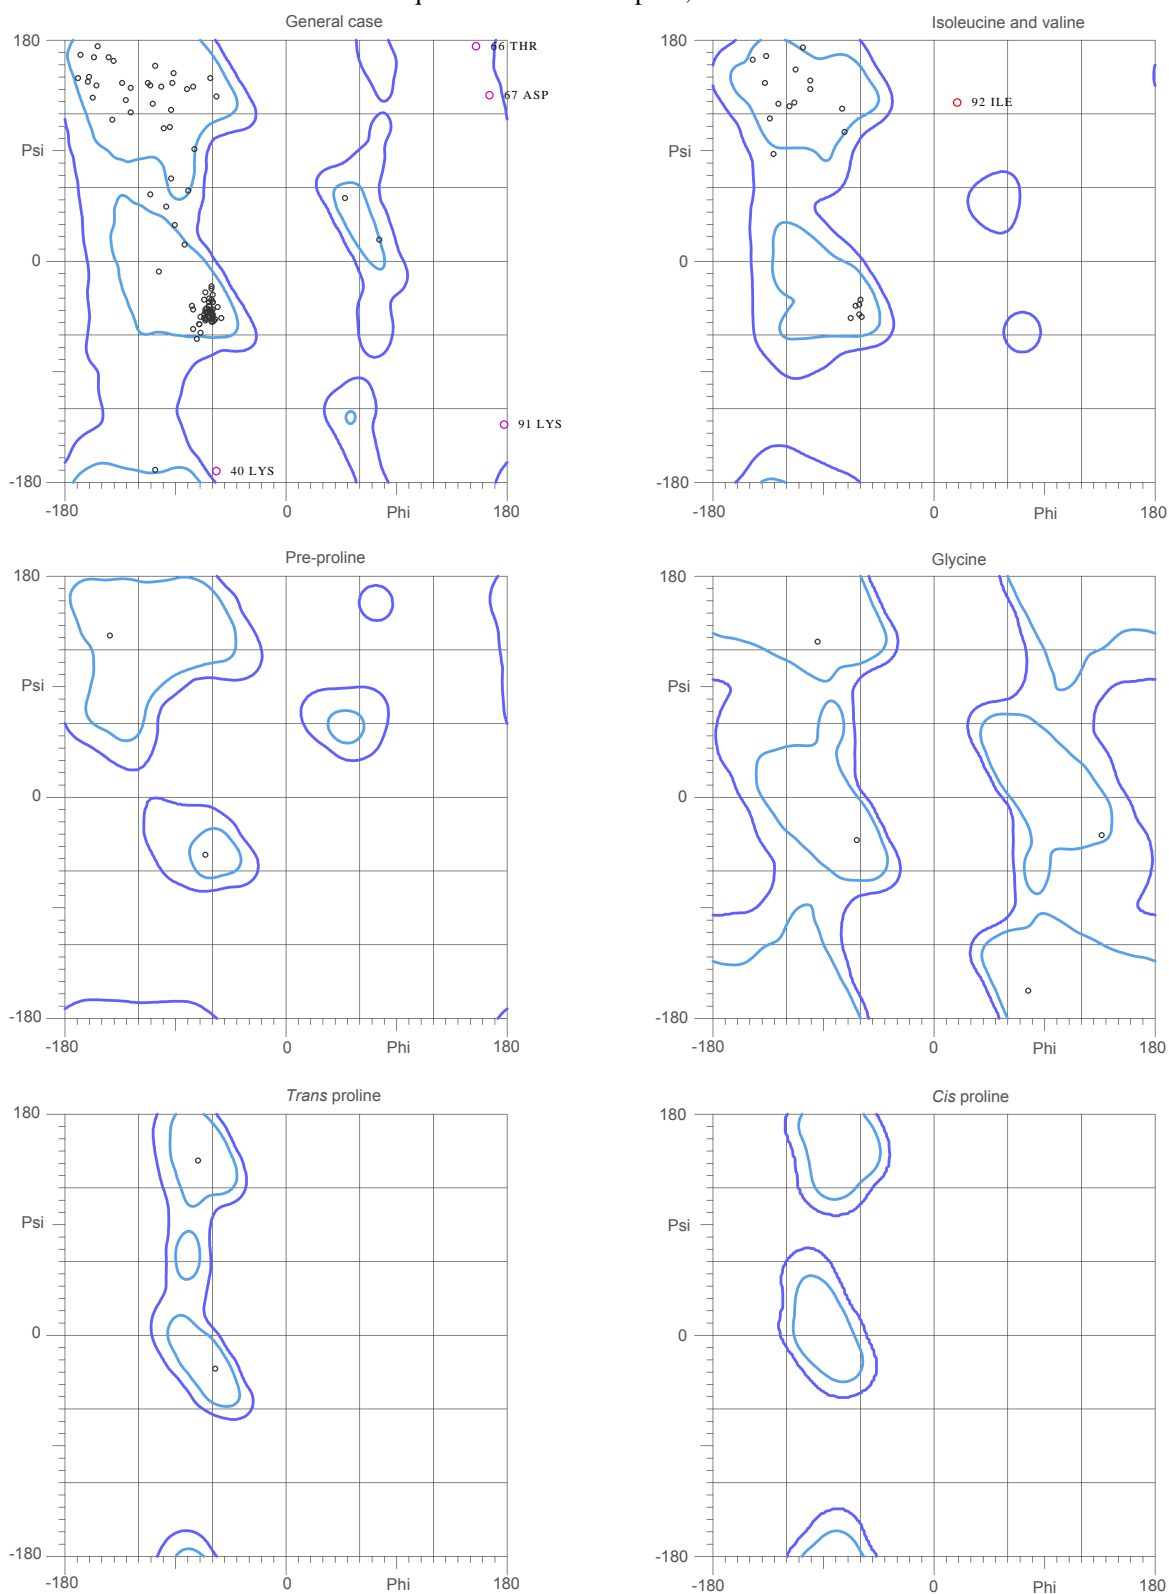 General case
Isoleucine and valine
180
66 THR
180
67 ASP
92 ILE
Psi
Psi
0
0
91 LYS
40 LYS
-180
-180
-180
0
Phi
180
-180
0
Phi
180
Pre-proline
Glycine
180
180
Psi
Psi
0
0
-180
-180
-180
0
Phi
180
-180
0
Phi
180
Trans proline
Cis proline
180
180
Psi
Psi
0
0
-180
-180
-180
0
Phi
180
-180
0
Phi
180